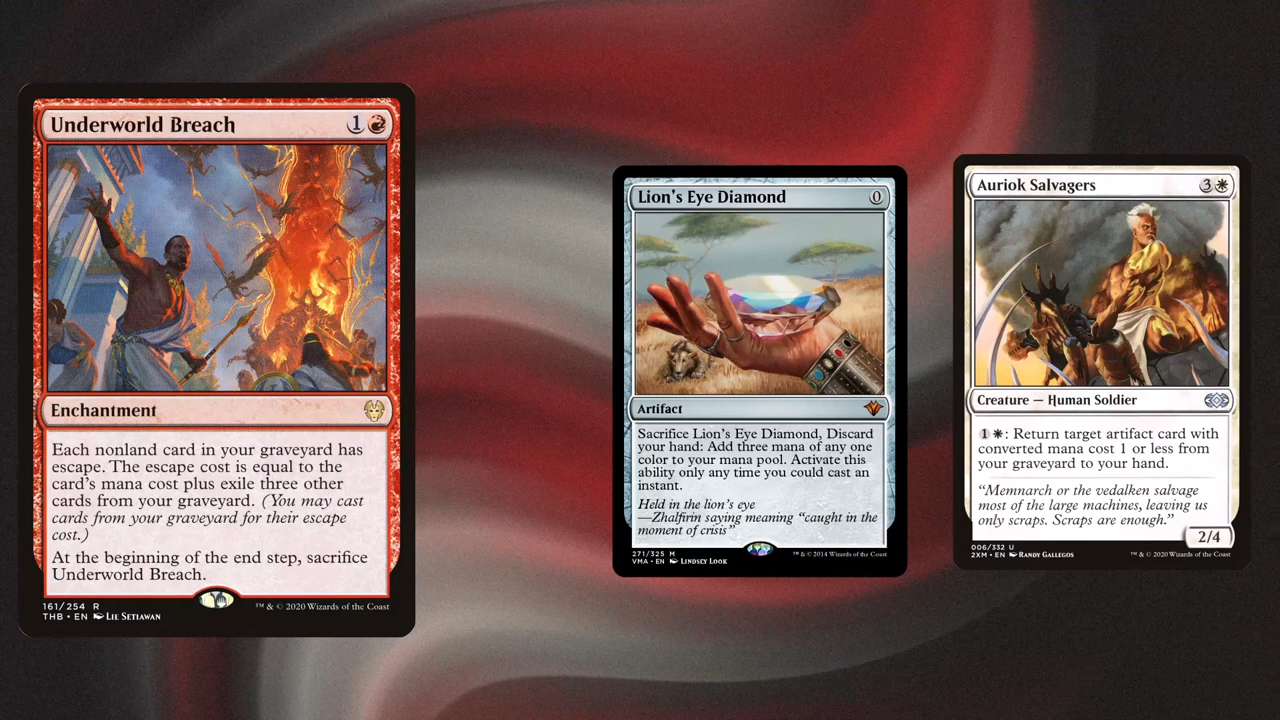 Underworld Breach 1
Enchantment
Each nonland card in your graveyard has
escape. The escape cost is equal to the
card's mana cost plus exile three other
cards from your graveyard. (You may cast
cards from your graveyard for their escape
cost.)
At the beginning of the end step, sacrifice
Underworld Breach.
161/254 R
THB • EN Lie Setiawan
™ & © 2020 Wizards of the Coast
Lion's Eye Diamond 0
Artifact
Sacrifice Lion's Eye Diamond, Discard
your hand: Add three mana of any one
color to your mana pool. Activate this
ability only any time you could cast an
instant.
Held in the lion's eye
—Zhalfirin saying meaning “caught in the
moment of crisis”
271/325 M
VMA • EN Lindsey Look
™ & © 2014 Wizards of the Coast
Auriok Salvagers 3
Creature — Human Soldier
1 : Return target artifact card with
converted mana cost 1 or less from
your graveyard to your hand.
“Memnarch or the vedalken salvage
most of the large machines, leaving us
only scraps. Scraps are enough.”
2/4
006/332 U
2XM • EN Randy Gallegos
™ & © 2020 Wizards of the Coast